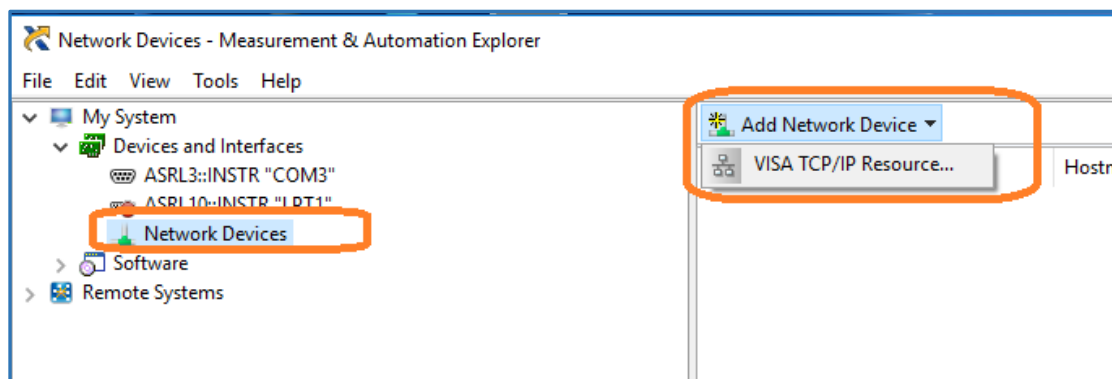 Network Devices - Measurement & Automation Explorer
File Edit View Tools Help
My System
Devices and Interfaces
ASRL3::INSTR "COM3"
ASRL10::INSTR "LPT1"
Network Devices
Software
Remote Systems
Add Network Device
VISA TCP/IP Resource...
Hostn